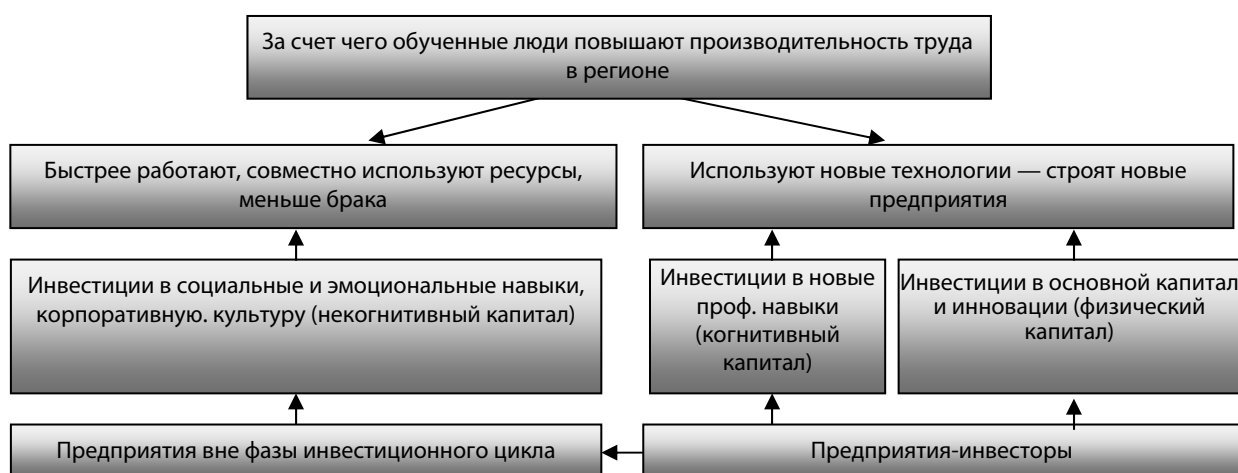 За счет чего обученные люди повышают производительность труда
в регионе
Быстрее работают, совместно используют ресурсы,
меньше брака
Используют новые технологии — строят новые
предприятия
Инвестиции в социальные и эмоциональные навыки,
корпоративную. культуру (некогнитивный капитал)
Инвестиции в новые
проф. навыки
(когнитивный
капитал)
Инвестиции в основной капитал
и инновации (физический
капитал)
Предприятия вне фазы инвестиционного цикла
Предприятия-инвесторы